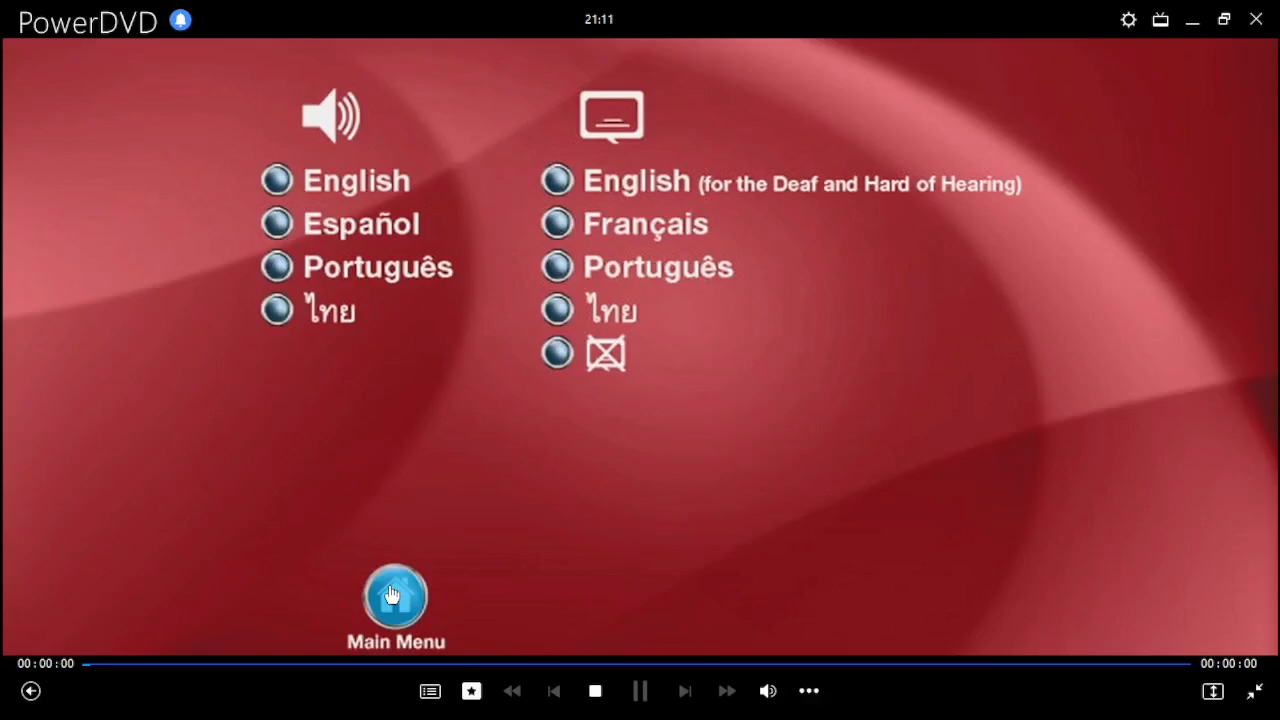 PowerDVD
21:11
English
Español
Português
ไทย
English (for the Deaf and Hard of Hearing)
Français
Português
ไทย
Main Menu
00:00:00
00:00:00